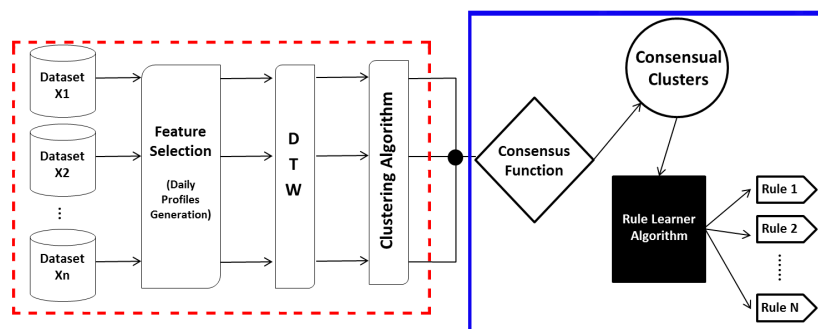 Dataset
X1
Dataset
X2
...
Dataset
Xn
Feature
Selection
(Daily
Profiles
Generation)
D
T
W
Clustering Algorithm
Consensus
Function
Consensual
Clusters
Rule Learner
Algorithm
Rule 1
Rule 2
......
Rule N